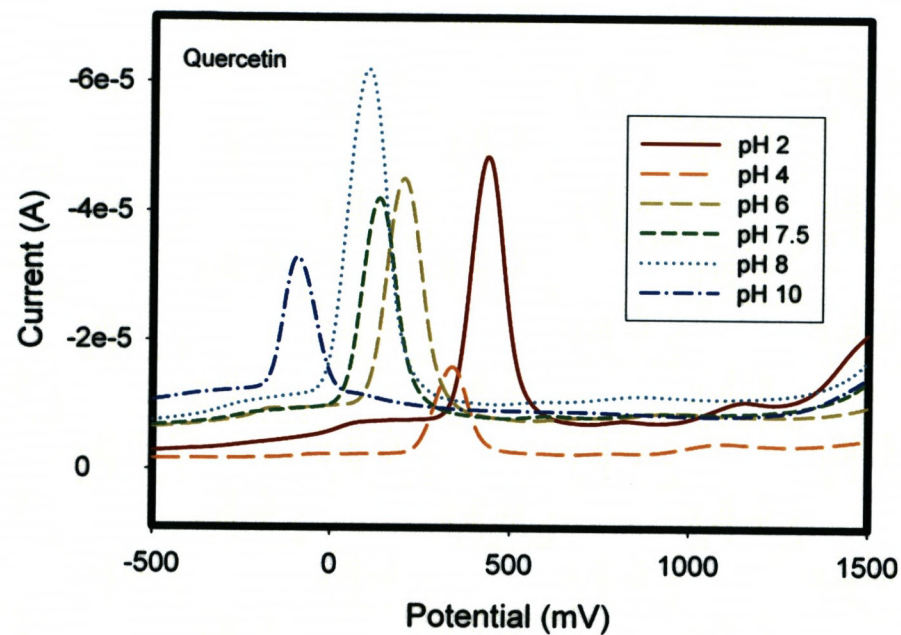 Quercetin
-6e-5
-4e-5
-2e-5
0
Current (A)
pH 2
pH 4
pH 6
pH 7.5
pH 8
pH 10
-500
0
500
1000
1500
Potential (mV)